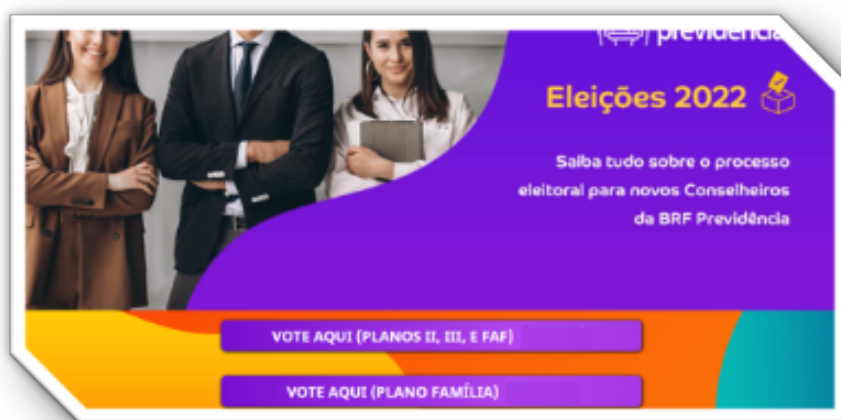 previdência
Eleições 2022
Saiba tudo sobre o processo
eleitoral para novos Conselheiros
da BRF Previdência
VOTE AQUI (PLANOS II, III, E FAF)
VOTE AQUI (PLANO FAMÍLIA)